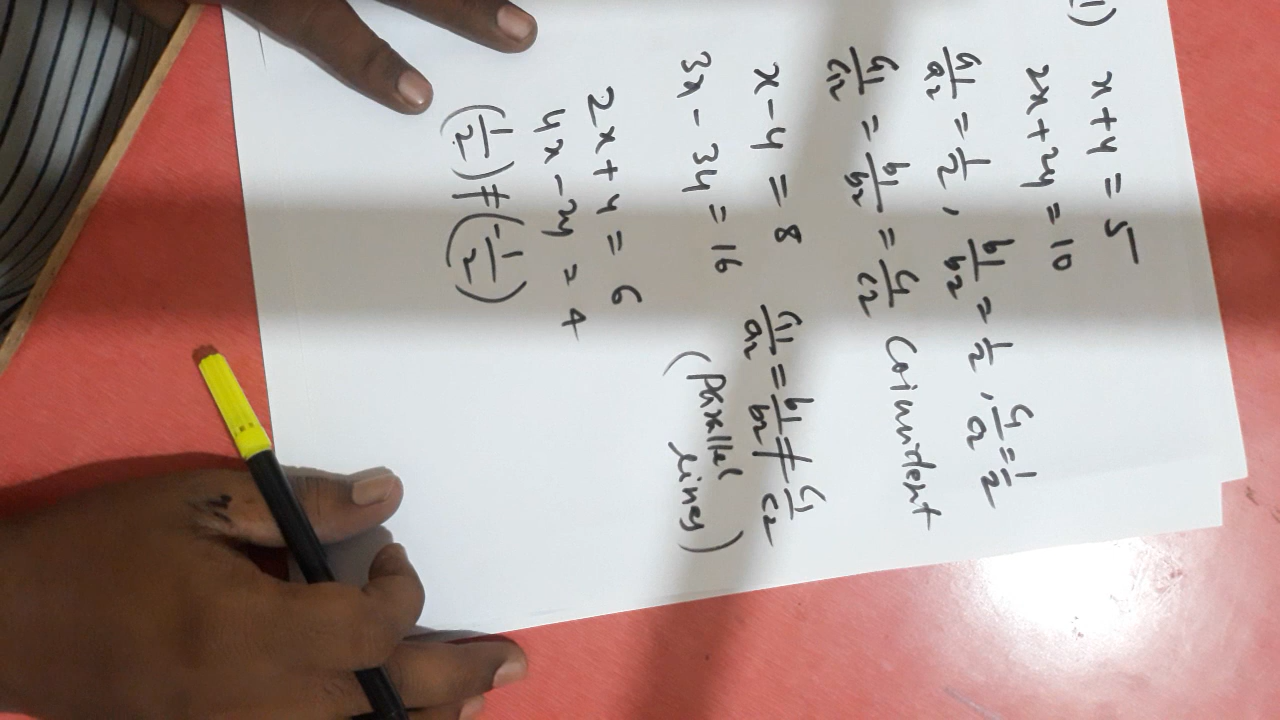 1) x + y = 5
2x + 2y = 10
a1/a2 = 1/2, b1/b2 = 1/2, c1/c2 = 1/2
a1/a2 = b1/b2 = c1/c2 Coincident
x - y = 8
3x - 3y = 16 a1/a2 = b1/b2 ≠ c1/c2
(Parallel lines)
2x + y = 6
4x - 2y = 4
(1/2) ≠ (-1/2)